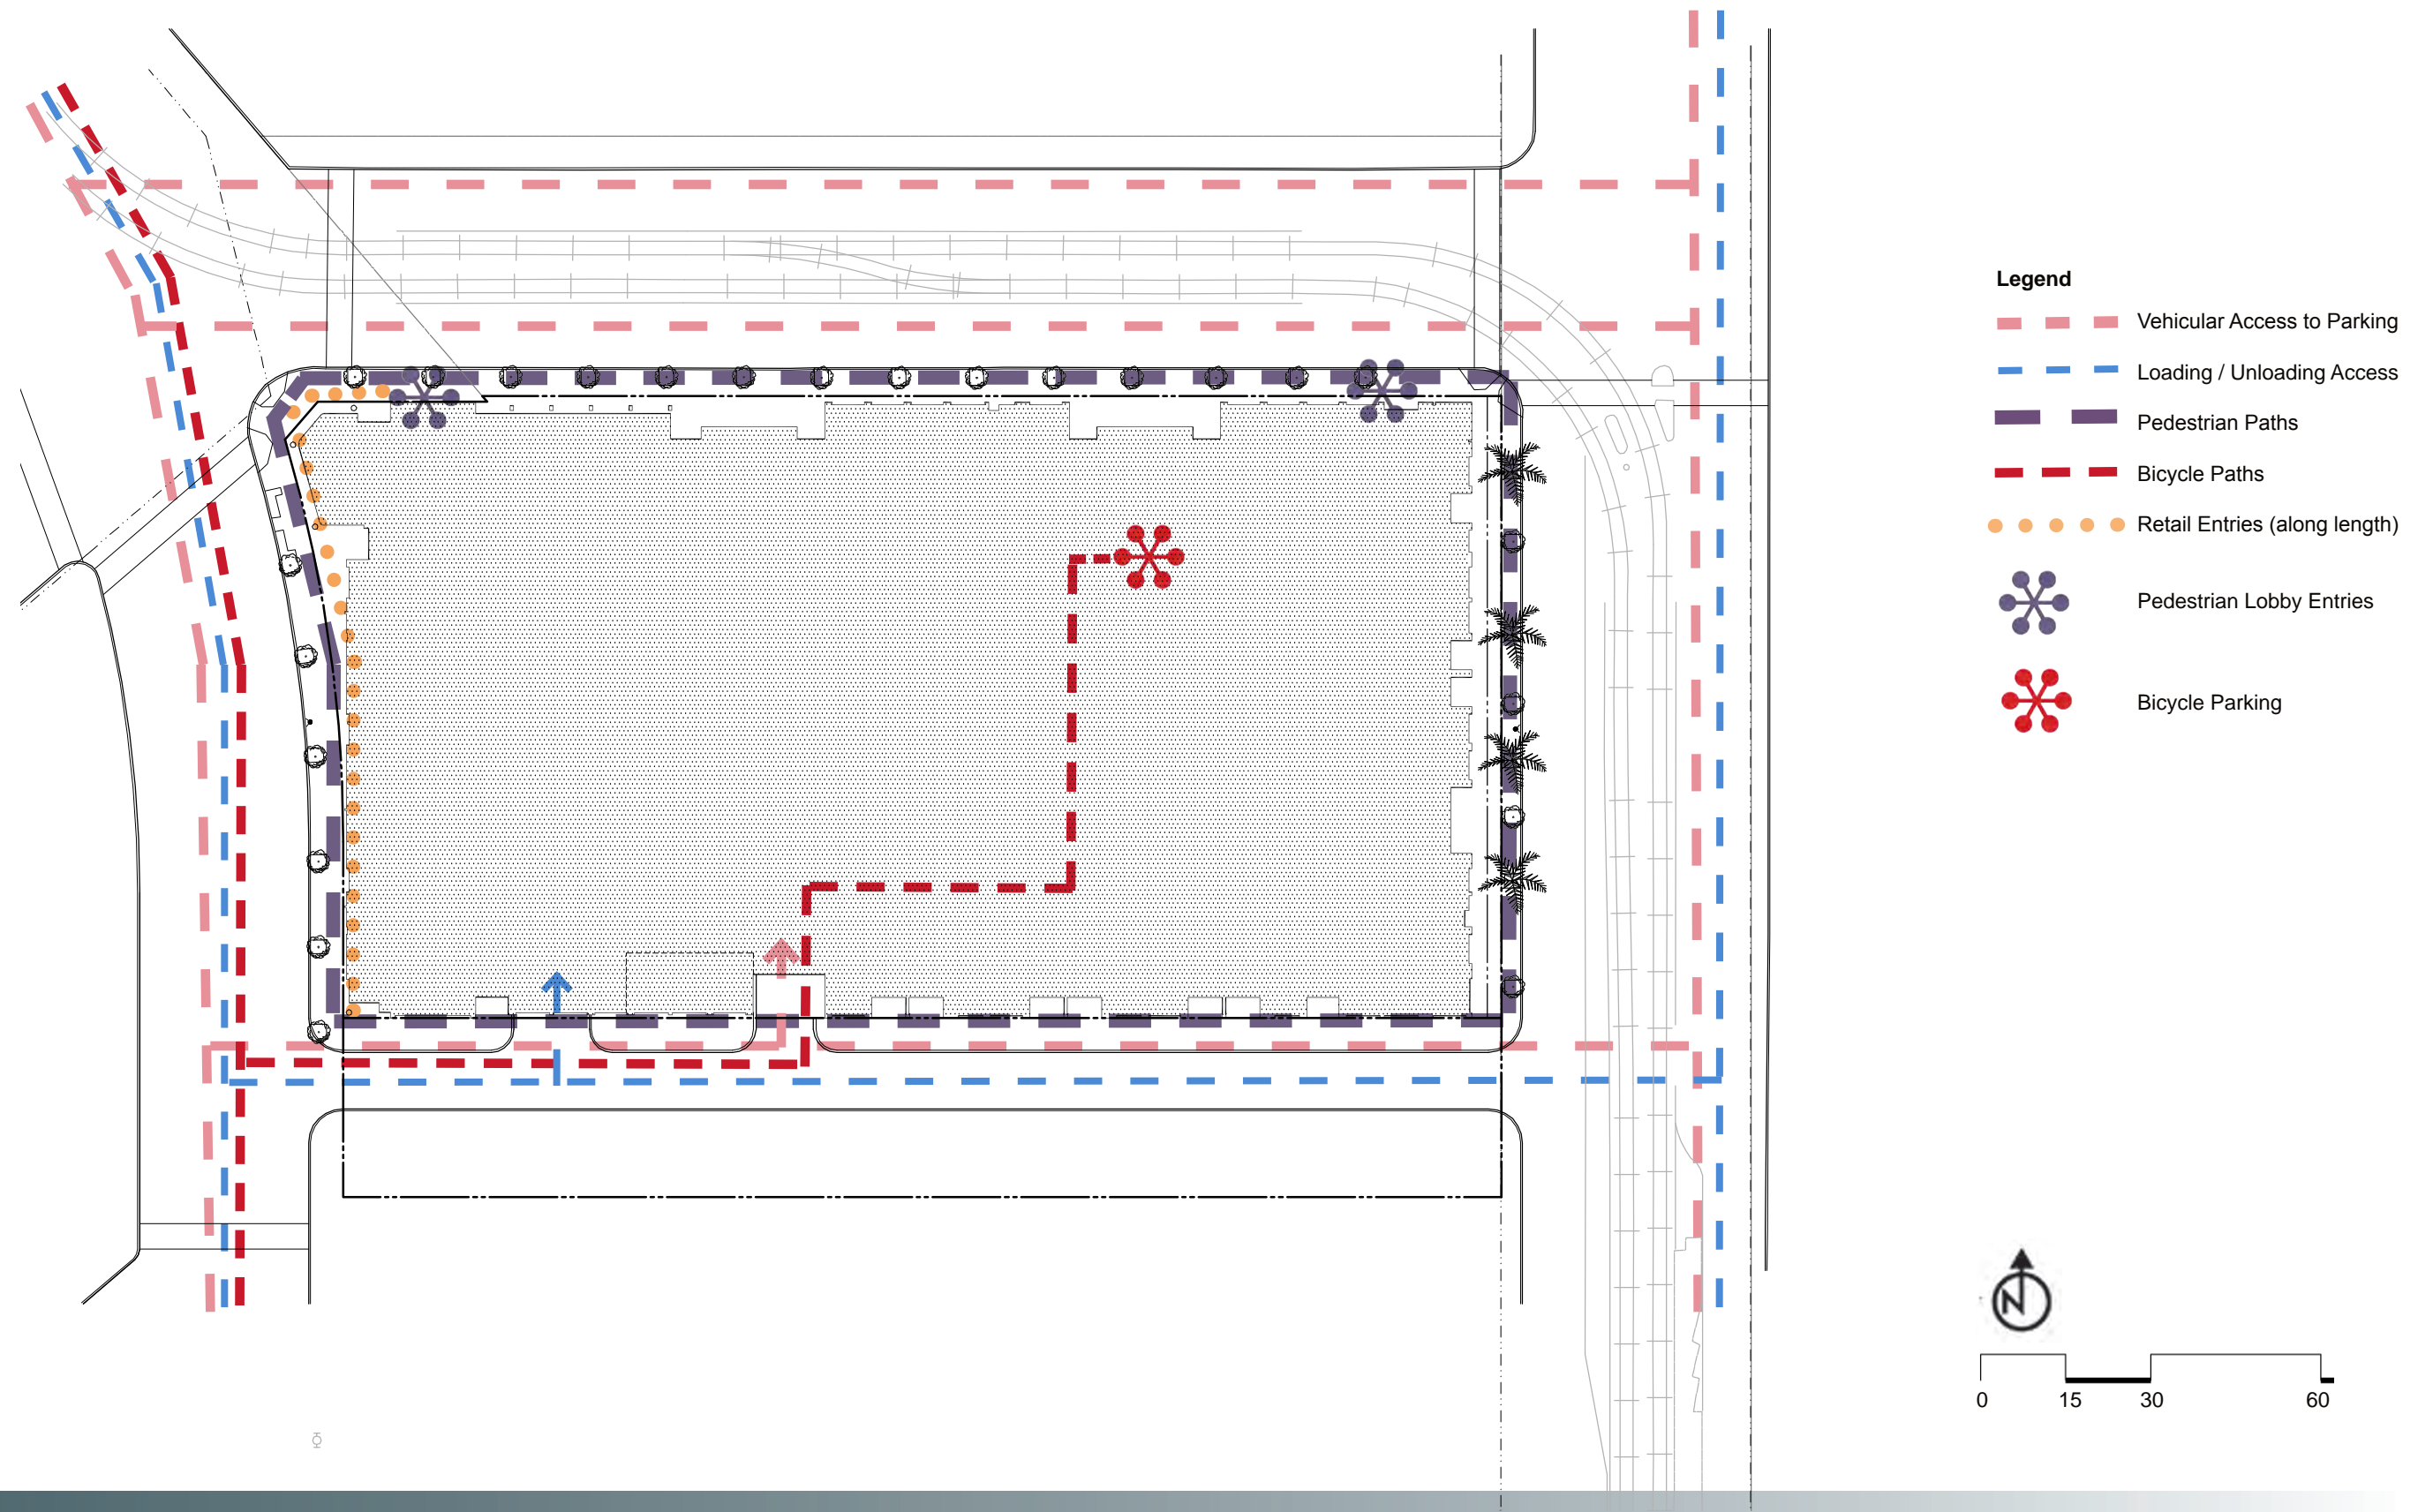 Legend
Vehicular Access to Parking
Loading / Unloading Access
Pedestrian Paths
Bicycle Paths
Retail Entries (along length)
Pedestrian Lobby Entries
Bicycle Parking
N
0 15 30 60